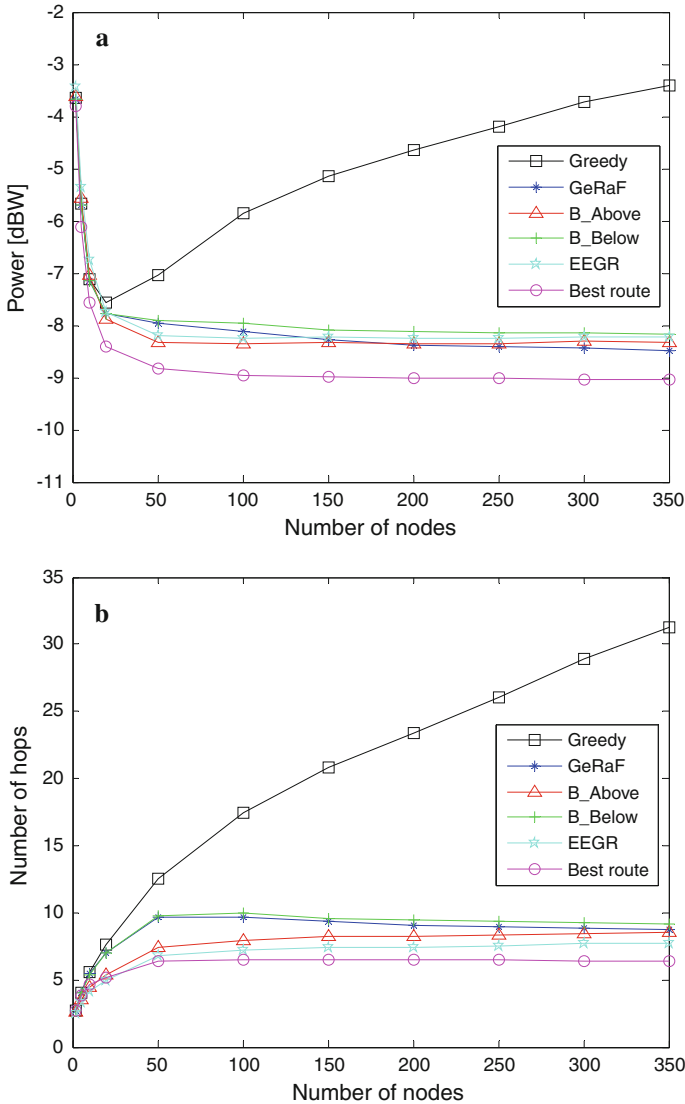 a
-2
-3
-4
-5
-6
-7
-8
-9
-10
-11
Power [dBW]
0 50 100 150 200 250 300 350
Number of nodes
Greedy
GeRaF
B_Above
B_Below
EEGR
Best route
b
35
30
25
20
15
10
5
0
Number of hops
0 50 100 150 200 250 300 350
Number of nodes
Greedy
GeRaF
B_Above
B_Below
EEGR
Best route